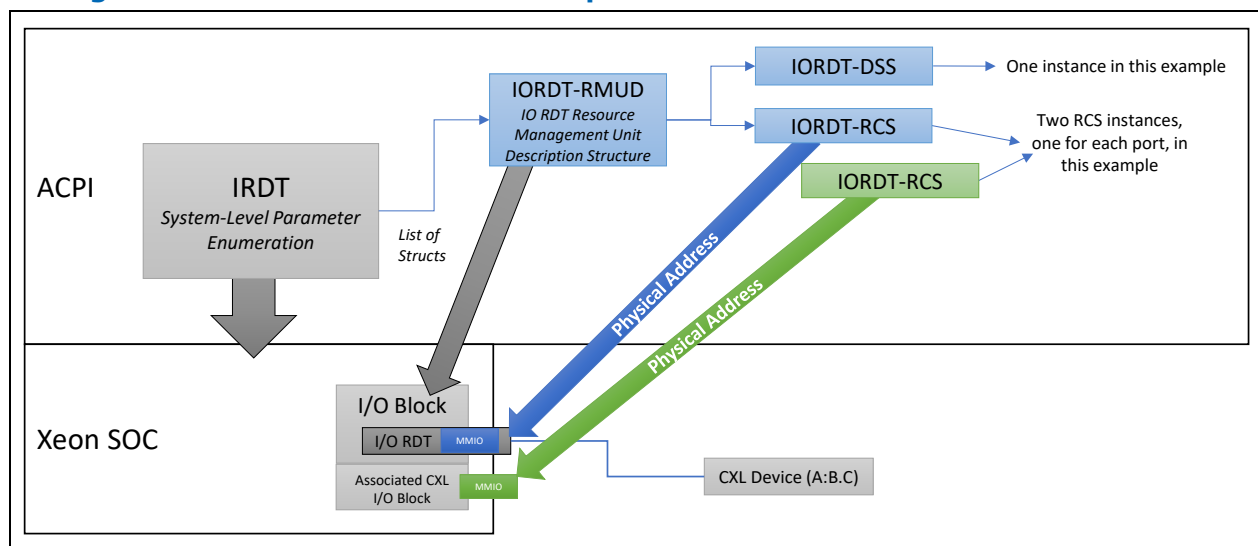 ACPI
IRDT
System-Level Parameter
Enumeration
List of
Structs
IORDT-RMUD
IO RDT Resource
Management Unit
Description Structure
IORDT-DSS
One instance in this example
IORDT-RCS
Two RCS instances,
one for each port, in
this example
IORDT-RCS
Physical Address
Physical Address
Xeon SOC
I/O Block
I/O RDT
MMIO
Associated CXL
I/O Block
MMIO
CXL Device (A:B.C)